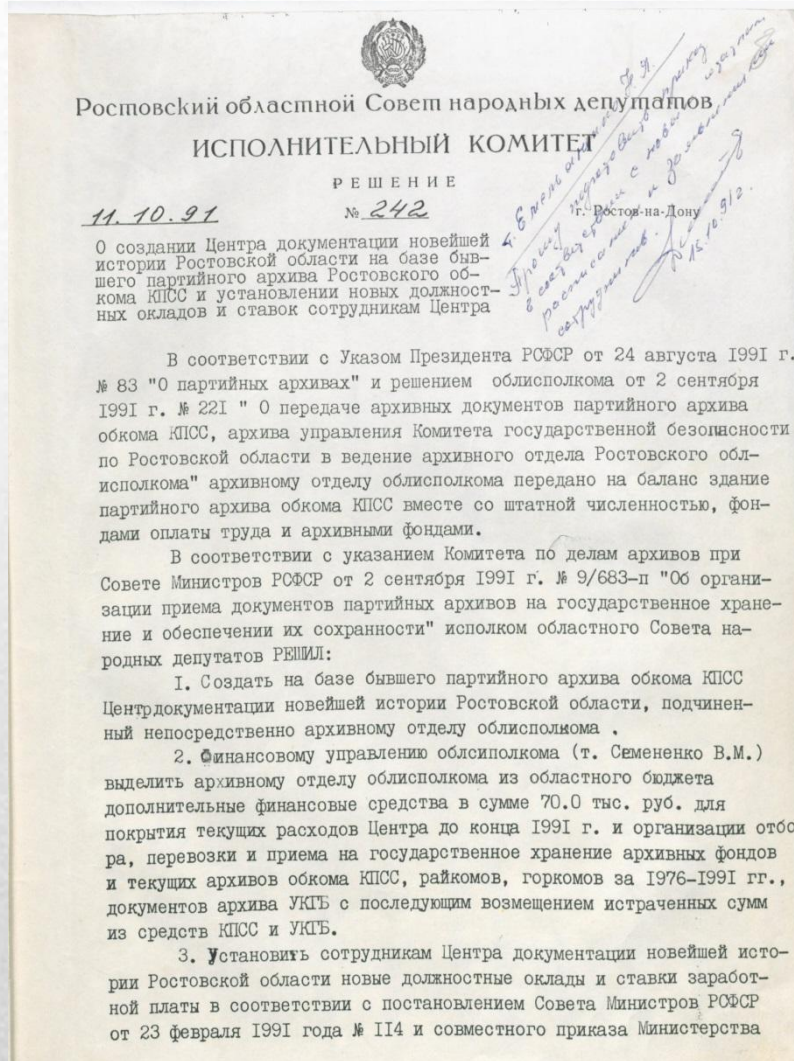 Ростовский областной Совет народных депутатов
ИСПОЛНИТЕЛЬНЫЙ КОМИТЕТ
РЕШЕНИЕ
11.10.91 № 242 г. Ростов-на-Дону
Прошу подготовить приказ
в соответствии с новым
расписанием и заявления
сотрудников.
15.10.91г.
О создании Центра документации новейшей
истории Ростовской области на базе быв-
шего партийного архива Ростовского об-
кома КПСС и установлении новых должност-
ных окладов и ставок сотрудникам Центра
В соответствии с Указом Президента РСФСР от 24 августа 1991 г.
№ 83 "О партийных архивах" и решением облисполкома от 2 сентября
1991 г. № 221 " О передаче архивных документов партийного архива
обкома КПСС, архива управления Комитета государственной безопасности
по Ростовской области в ведение архивного отдела Ростовского обл-
исполкома" архивному отделу облисполкома передано на баланс здание
партийного архива обкома КПСС вместе со штатной численностью, фон-
дами оплаты труда и архивными фондами.
В соответствии с указанием Комитета по делам архивов при
Совете Министров РСФСР от 2 сентября 1991 г. № 9/683-п "Об органи-
зации приема документов партийных архивов на государственное хране-
ние и обеспечении их сохранности" исполком областного Совета на-
родных депутатов РЕШИЛ:
1. Создать на базе бывшего партийного архива обкома КПСС
Центрдокументации новейшей истории Ростовской области, подчинен-
ный непосредственно архивному отделу облисполкома .
2. Финансовому управлению облсиполкома (т. Семененко В.М.)
выделить архивному отделу облисполкома из областного бюджета
дополнительные финансовые средства в сумме 70.0 тыс. руб. для
покрытия текущих расходов Центра до конца 1991 г. и организации отбо
ра, перевозки и приема на государственное хранение архивных фондов
и текущих архивов обкома КПСС, райкомов, горкомов за 1976-1991 гг.,
документов архива УКГБ с последующим возмещением истраченных сумм
из средств КПСС и УКГБ.
3. Установить сотрудникам Центра документации новейшей исто-
рии Ростовской области новые должностные оклады и ставки заработ-
ной платы в соответствии с постановлением Совета Министров РСФСР
от 23 февраля 1991 года № 114 и совместного приказа Министерства